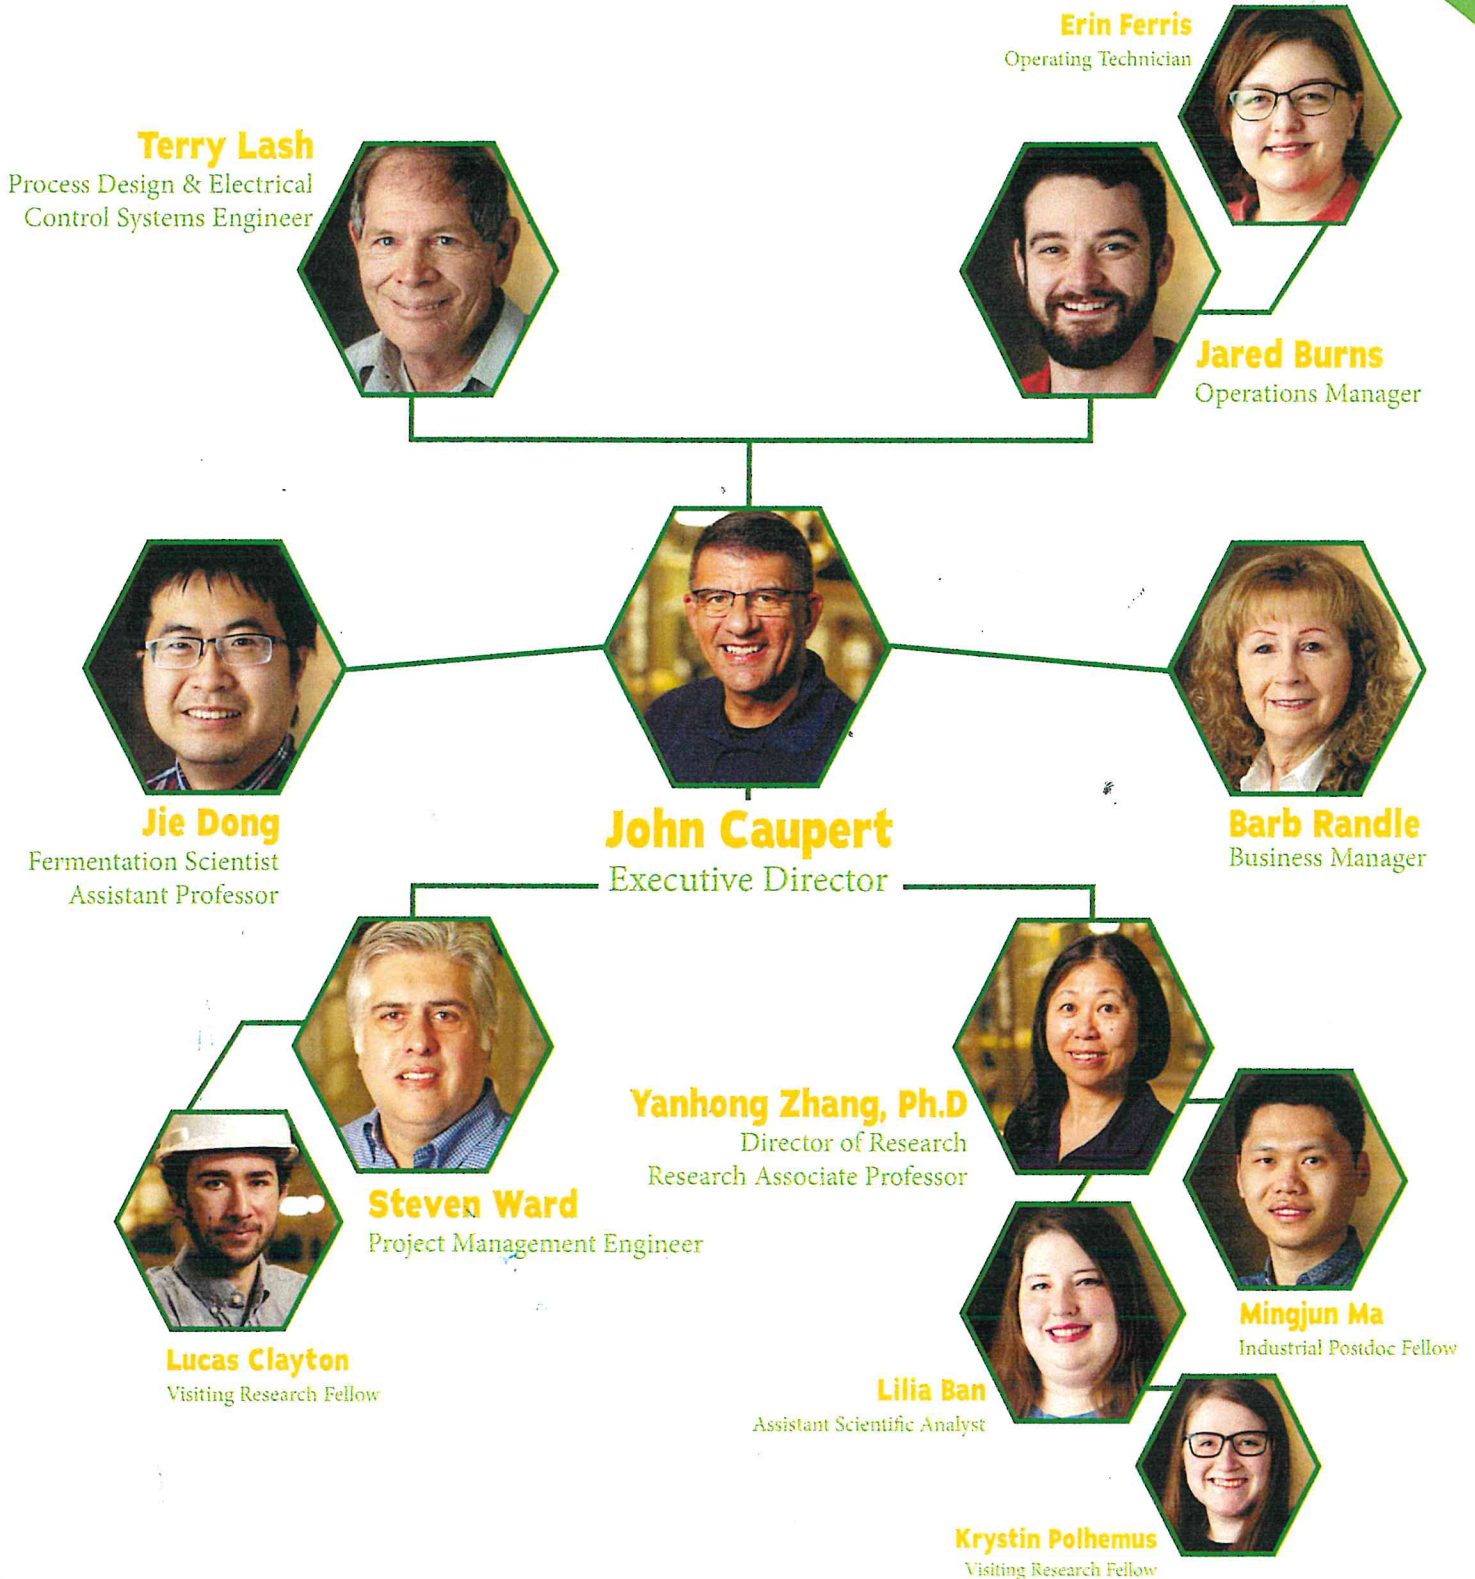 Erin Ferris
Operating Technician
Terry Lash
Process Design & Electrical
Control Systems Engineer
Jared Burns
Operations Manager
Jie Dong
Fermentation Scientist
Assistant Professor
John Caupert
Executive Director
Barb Randle
Business Manager
Steven Ward
Project Management Engineer
Yanhong Zhang, Ph.D
Director of Research
Research Associate Professor
Lucas Clayton
Visiting Research Fellow
Mingjun Ma
Industrial Postdoc Fellow
Lilia Ban
Assistant Scientific Analyst
Krystin Polhemus
Visiting Research Fellow